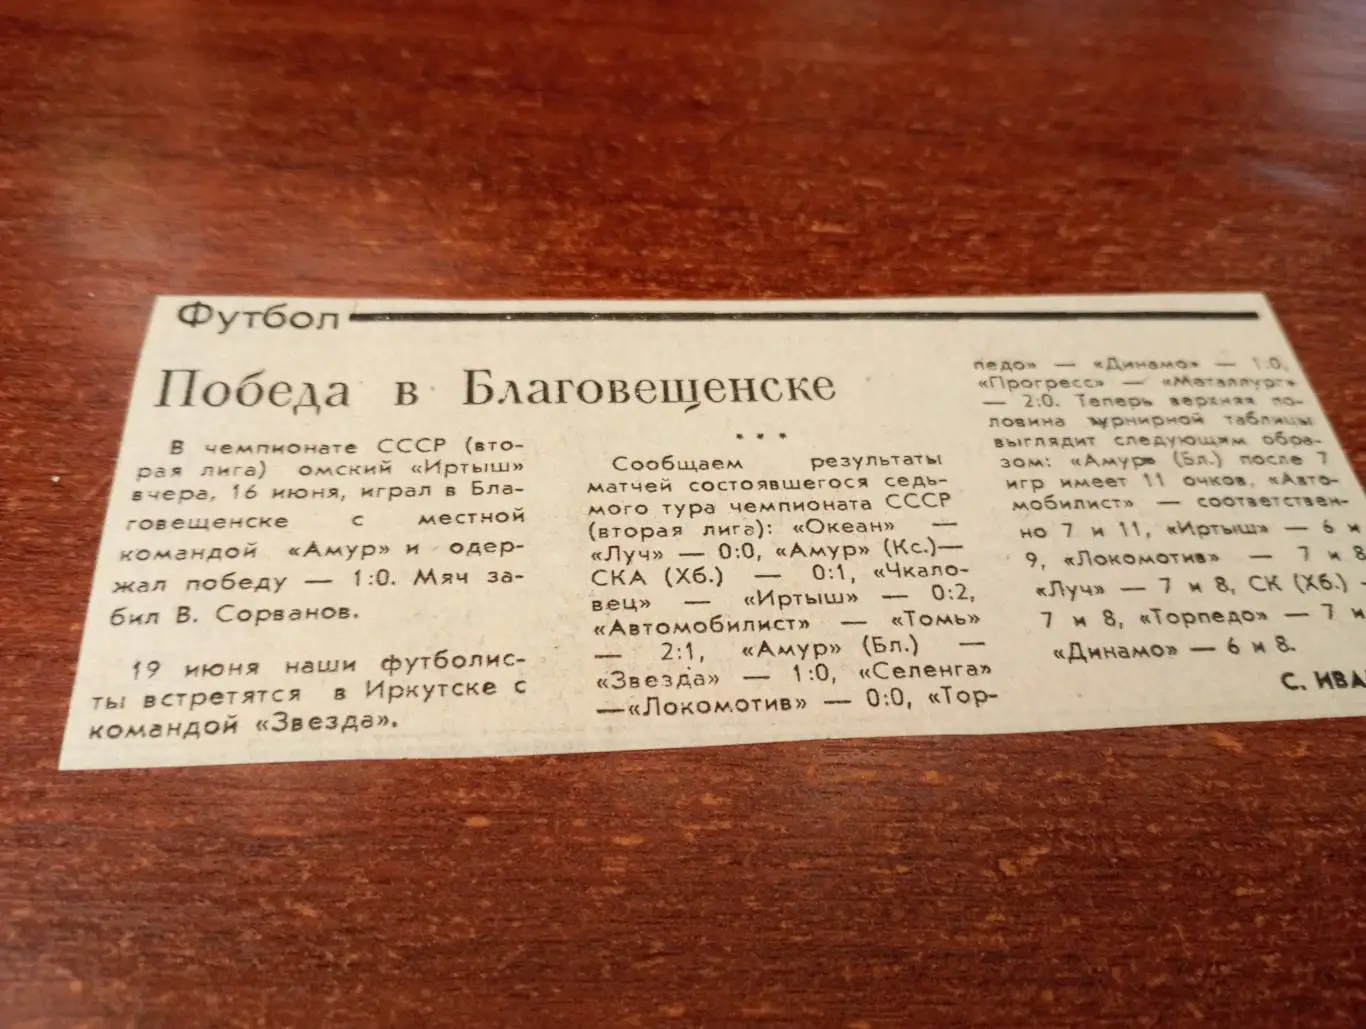 Футбол
Победа в Благовещенске
В чемпионате СССР (вто-
рая лига) омский «Иртыш»
вчера, 16 июня, играл в Бла-
говещенске с местной
командой «Амур» и одер-
жал победу — 1:0. Мяч за-
бил В. Сорванов.
19 июня наши футболис-
ты встретятся в Иркутске с
командой «Звезда».
* * *
Сообщаем результаты
матчей состоявшегося седь-
мого тура чемпионата СССР
(вторая лига): «Океан» —
«Луч» — 0:0, «Амур» (Кс.)—
СКА (Хб.) — 0:1, «Чкало-
вец» — «Иртыш» — 0:2,
«Автомобилист» — «Томь»
— 2:1, «Амур» (Бл.) —
«Звезда» — 1:0, «Селенга»
—«Локомотив» — 0:0, «Тор-
педо» — «Динамо» — 1:0,
«Прогресс» — «Металлург»
— 2:0. Теперь верхняя по-
ловина турнирной таблицы
выглядит следующим обра-
зом: «Амур» (Бл.) после 7
игр имеет 11 очков, «Авто-
мобилист» — соответствен-
но 7 и 11, «Иртыш» — 6 и
9, «Локомотив» — 7 и 8,
«Луч» — 7 и 8, СК (Хб.) —
7 и 8, «Торпедо» — 7 и
«Динамо» — 6 и 8.
С. ИВА